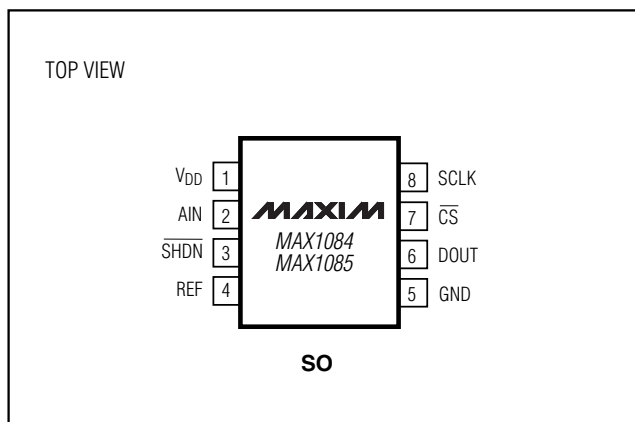 TOP VIEW
VDD 1
AIN 2
SHDN 3
REF 4
MAXIM
MAX1084
MAX1085
8 SCLK
7 CS
6 DOUT
5 GND
SO